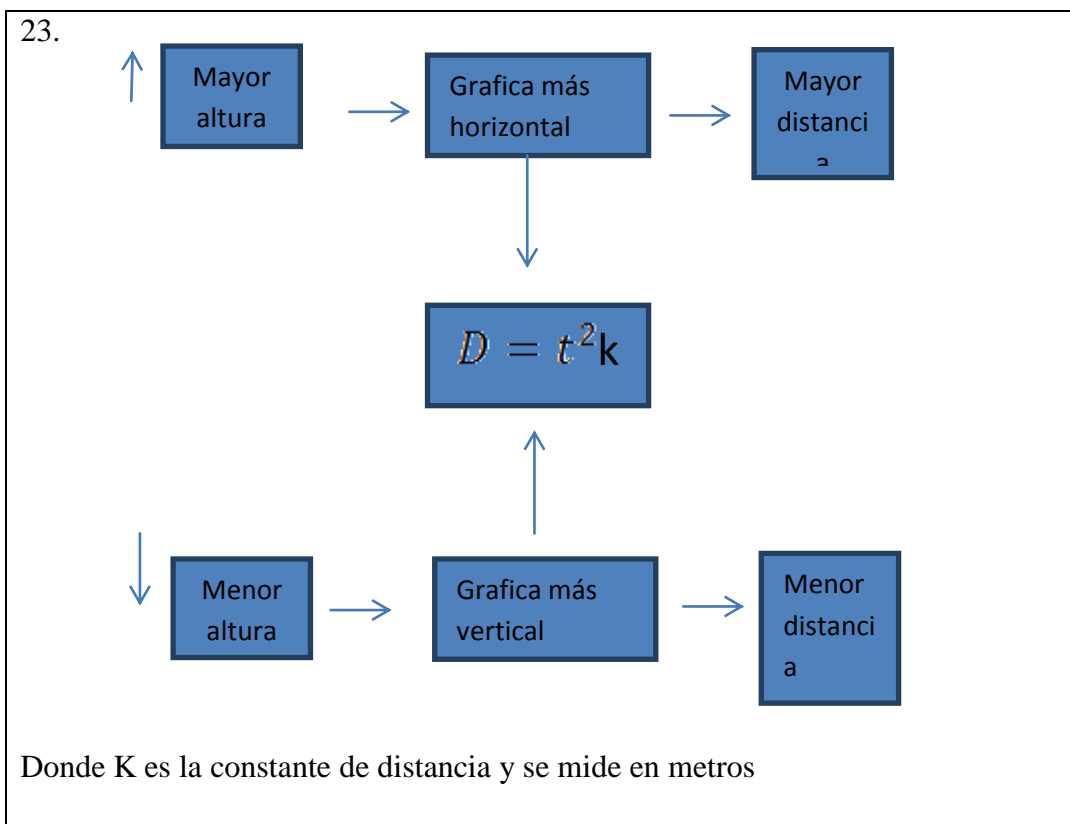 23.
Mayor
altura
Grafica más
horizontal
Mayor
distanci
a
D = t²k
Menor
altura
Grafica más
vertical
Menor
distanci
a
Donde K es la constante de distancia y se mide en metros